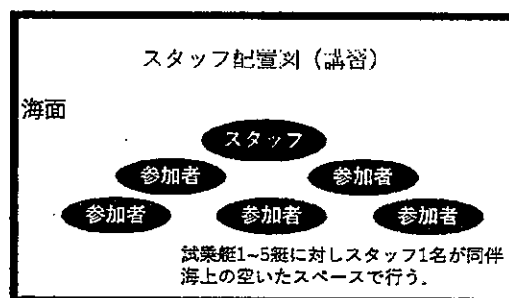 スタッフ配置図（講習）
海面
スタッフ
参加者 参加者
参加者 参加者 参加者
試乗艇1~5艇に対しスタッフ1名が同伴
海上の空いたスペースで行う。